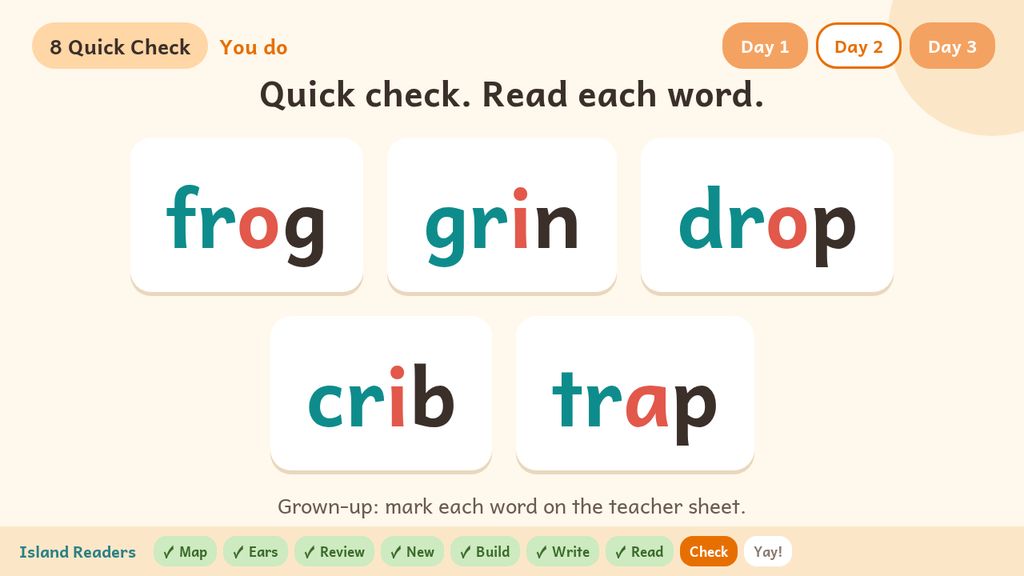 8 Quick Check You do Day 1 Day 2 Day 3
Quick check. Read each word.
frog grin drop
crib trap
Grown-up: mark each word on the teacher sheet.
Island Readers ✓ Map ✓ Ears ✓ Review ✓ New ✓ Build ✓ Write ✓ Read Check Yay!